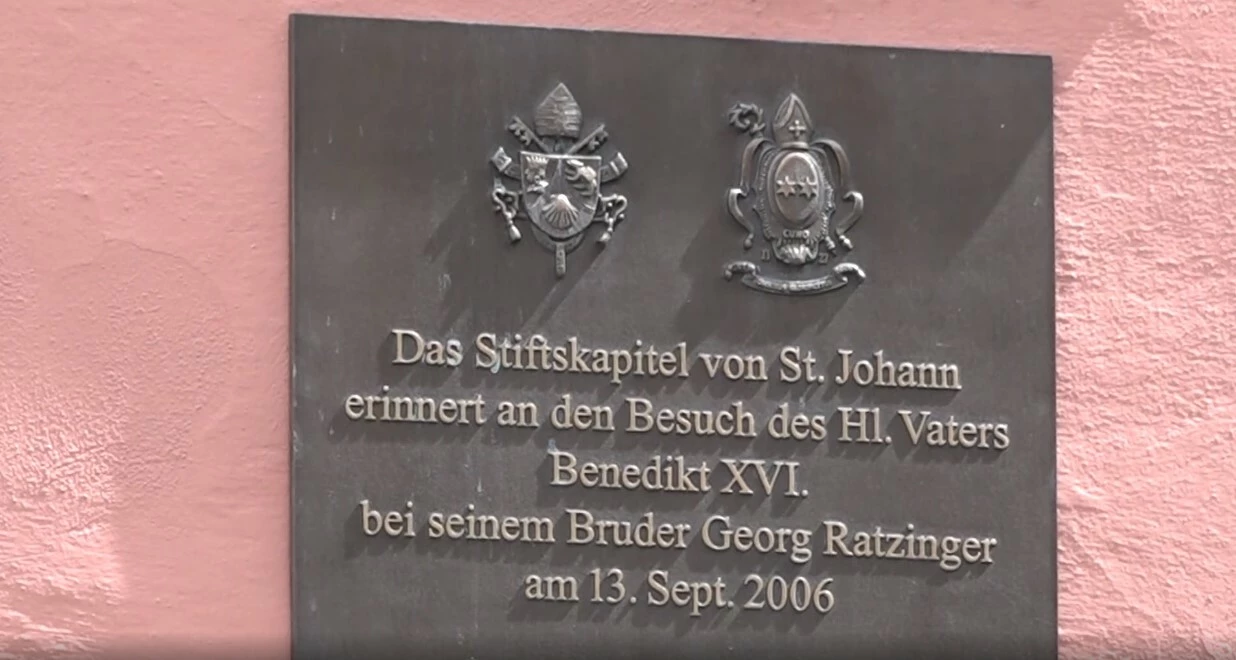 CUNO
Das Stiftskapitel von St. Johann
erinnert an den Besuch des Hl. Vaters
Benedikt XVI.
bei seinem Bruder Georg Ratzinger
am 13. Sept. 2006